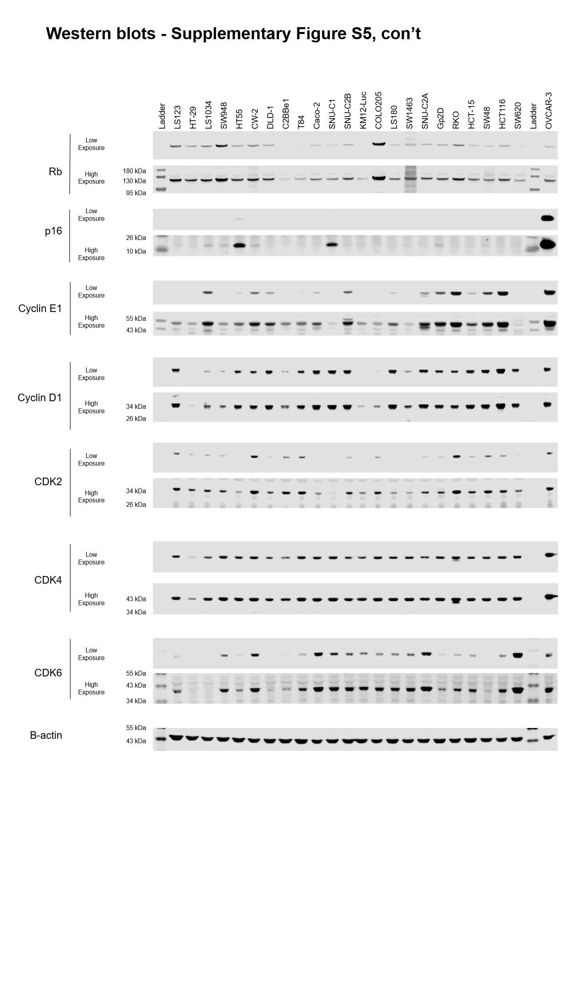 Western blots - Supplementary Figure S5, con’t
Ladder
LS123
HT-29
LS1034
SW948
HT55
CW-2
DLD-1
C2BBe1
T84
Caco-2
SNU-C1
SNU-C2B
KM12-Luc
COLO205
LS180
SW1463
SNU-C2A
Gp2D
RKO
HCT-15
SW48
HCT116
SW620
Ladder
OVCAR-3
Rb
Low
Exposure
High
Exposure
180 kDa
130 kDa
95 kDa
p16
Low
Exposure
High
Exposure
26 kDa
10 kDa
Cyclin E1
Low
Exposure
High
Exposure
55 kDa
43 kDa
Cyclin D1
Low
Exposure
High
Exposure
34 kDa
26 kDa
CDK2
Low
Exposure
High
Exposure
34 kDa
26 kDa
CDK4
Low
Exposure
High
Exposure
43 kDa
34 kDa
CDK6
Low
Exposure
High
Exposure
55 kDa
43 kDa
34 kDa
B-actin
55 kDa
43 kDa